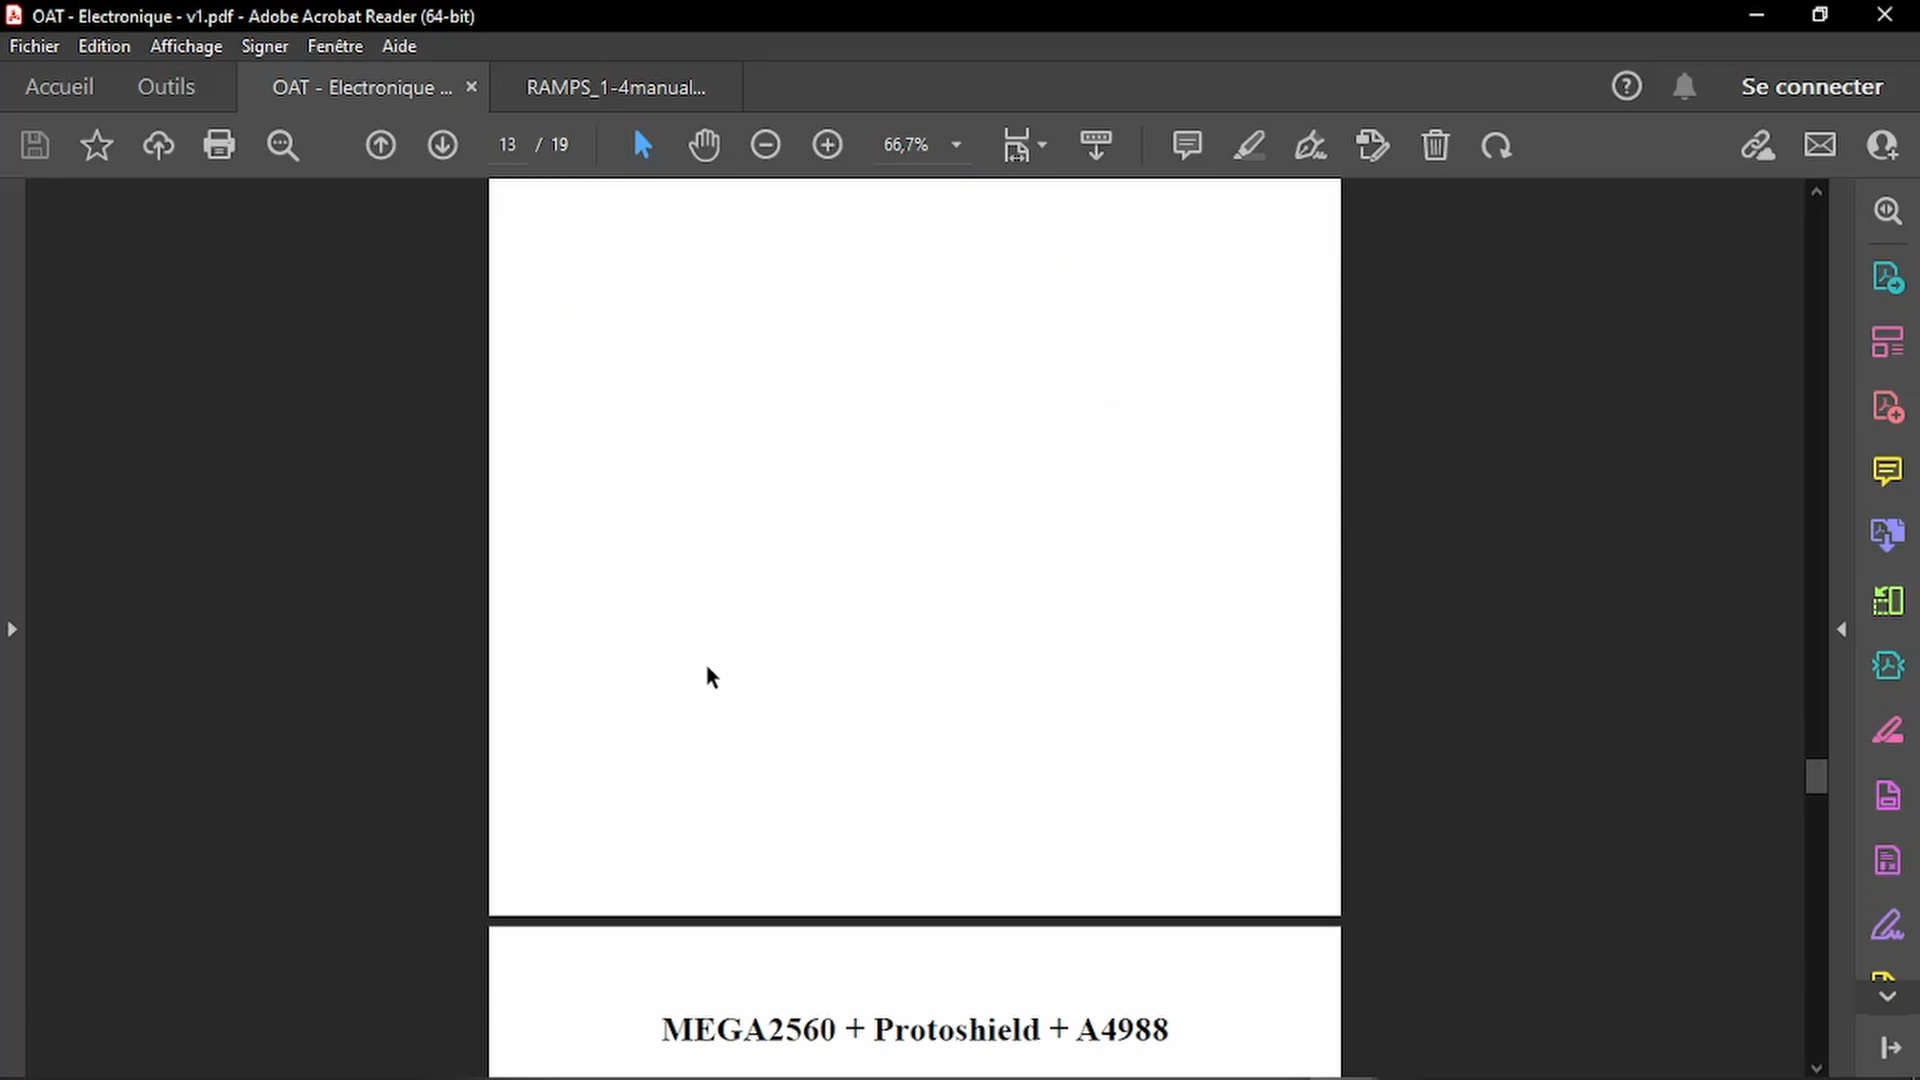 OAT - Electronique - v1.pdf - Adobe Acrobat Reader (64-bit)
Fichier Edition Affichage Signer Fenêtre Aide
Accueil Outils OAT - Electronique ... RAMPS_1-4manual... Se connecter
13 / 19 66,7%
MEGA2560 + Protoshield + A4988